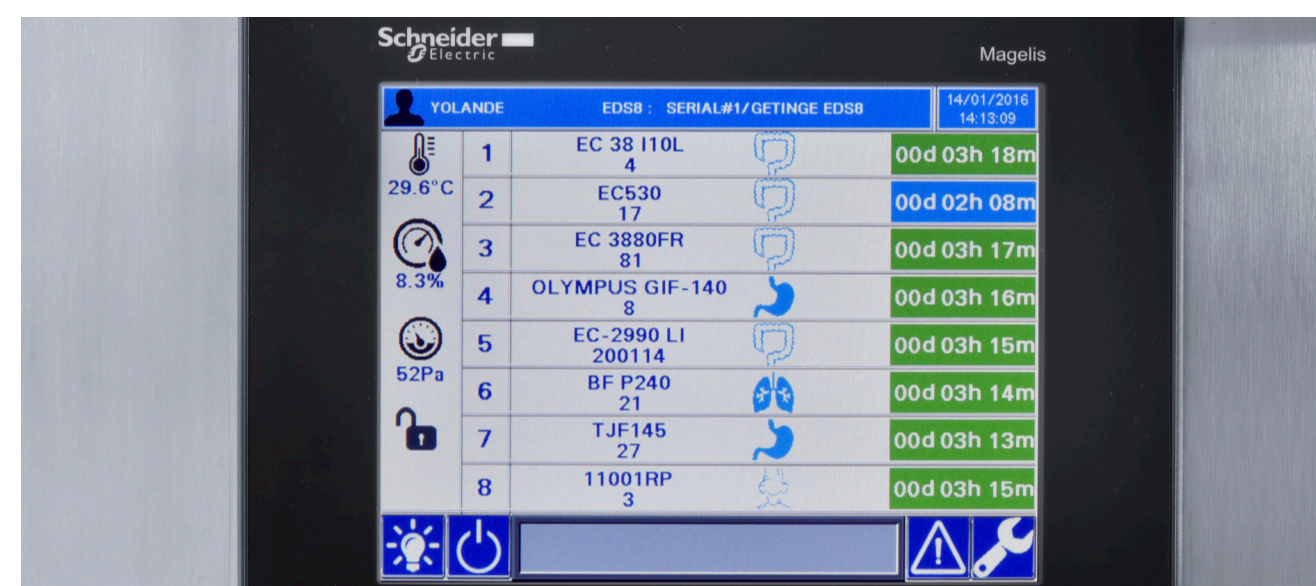 Schneider
Electric
Magelis
YOLANDE EDS8 : SERIAL#1/GETINGE EDS8 14/01/2016
14:13:09
1 EC 38 I10L 00d 03h 18m
4
29.6°C
2 EC530 00d 02h 08m
17
3 EC 3880FR 00d 03h 17m
81
8.3%
4 OLYMPUS GIF-140 00d 03h 16m
8
5 EC-2990 LI 00d 03h 15m
200114
52Pa
6 BF P240 00d 03h 14m
21
7 TJF145 00d 03h 13m
27
8 11001RP 00d 03h 15m
3